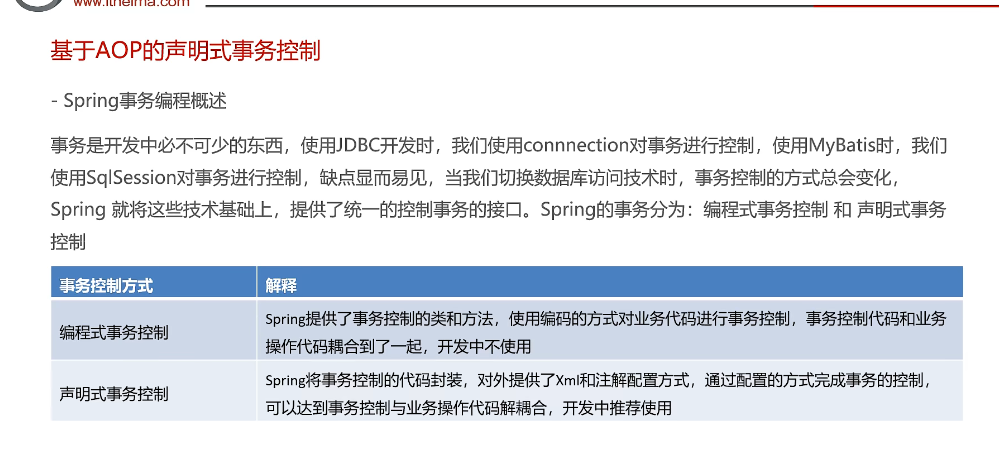 www.itheima.com
基于AOP的声明式事务控制
- Spring事务编程概述
事务是开发中必不可少的东西，使用JDBC开发时，我们使用connnection对事务进行控制，使用MyBatis时，我们
使用SqlSession对事务进行控制，缺点显而易见，当我们切换数据库访问技术时，事务控制的方式总会变化，
Spring 就将这些技术基础上，提供了统一的控制事务的接口。Spring的事务分为：编程式事务控制 和 声明式事务
控制
事务控制方式 解释
编程式事务控制
Spring提供了事务控制的类和方法，使用编码的方式对业务代码进行事务控制，事务控制代码和业务
操作代码耦合到了一起，开发中不使用
声明式事务控制
Spring将事务控制的代码封装，对外提供了Xml和注解配置方式，通过配置的方式完成事务的控制，
可以达到事务控制与业务操作代码解耦合，开发中推荐使用